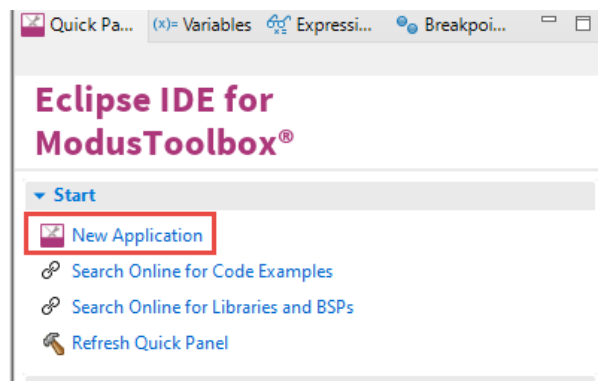 Quick Pa... (x)= Variables Expressi... Breakpoi...
Eclipse IDE for
ModusToolbox®
Start
New Application
Search Online for Code Examples
Search Online for Libraries and BSPs
Refresh Quick Panel